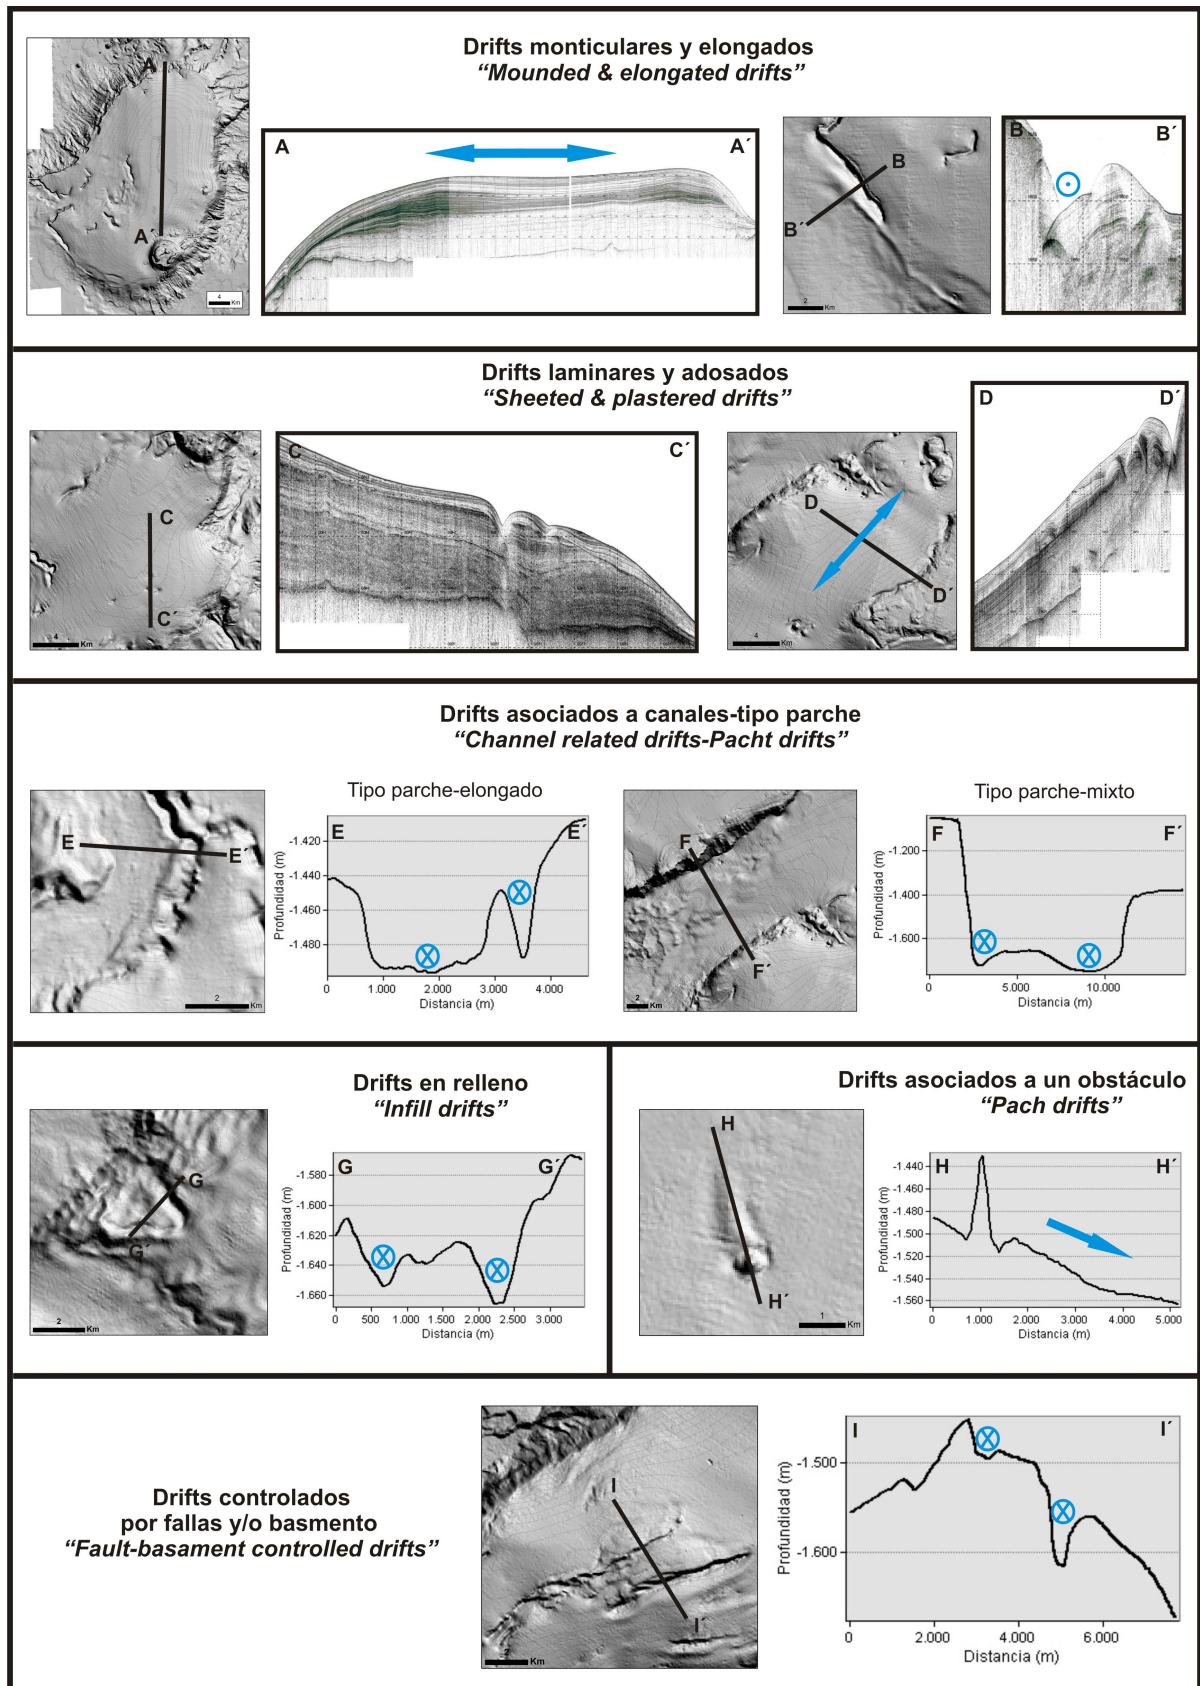 Drifts monticulares y elongados
“Mounded & elongated drifts”
A
A´
4
Km
A
A´
B
B´
2
Km
B
B´
Drifts laminares y adosados
“Sheeted & plastered drifts”
C
C´
4
Km
C
C´
D
D´
4
Km
D
D´
Drifts asociados a canales-tipo parche
“Channel related drifts-Pacht drifts”
E
E´
2
Km
Tipo parche-elongado
E
E´
Profundidad (m)
-1.420
-1.440
-1.460
-1.480
0 1.000 2.000 3.000 4.000
Distancia (m)
F
F´
2
Km
Tipo parche-mixto
F
F´
Profundidad (m)
-1.200
-1.400
-1.600
0 5.000 10.000
Distancia (m)
Drifts en relleno
“Infill drifts”
G
G´
2
Km
G
G´
Profundidad (m)
-1.580
-1.600
-1.620
-1.640
-1.660
0 500 1.000 1.500 2.000 2.500 3.000
Distancia (m)
Drifts asociados a un obstáculo
“Pach drifts”
H
H´
1
Km
H
H´
Profundidad (m)
-1.440
-1.460
-1.480
-1.500
-1.520
-1.540
-1.560
0 1.000 2.000 3.000 4.000 5.000
Distancia (m)
Drifts controlados
por fallas y/o basmento
“Fault-basament controlled drifts”
I
I´
2
Km
I
I´
Profundidad (m)
-1.500
-1.600
0 2.000 4.000 6.000
Distancia (m)